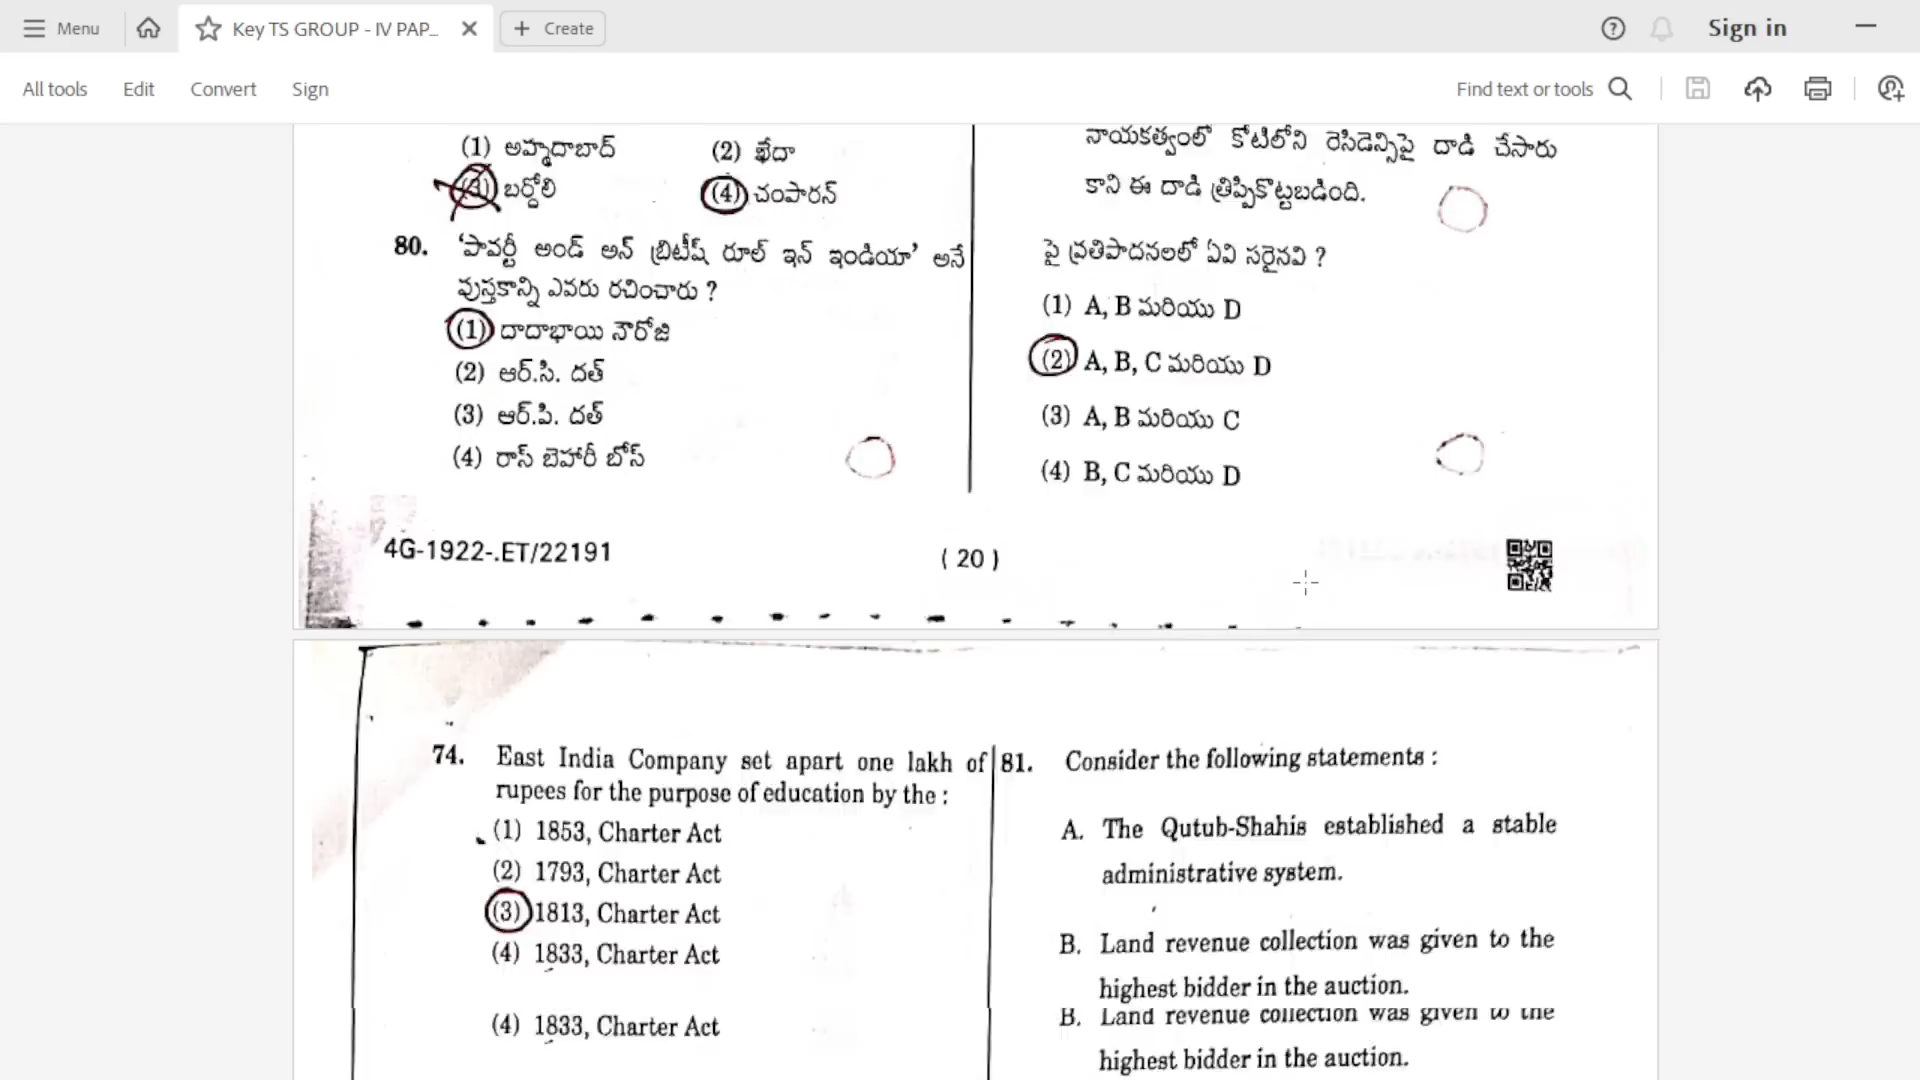 Menu
Key TS GROUP - IV PAP...
Create
Sign in
All tools
Edit
Convert
Sign
Find text or tools
(1) అహ్మదాబాద్ (2) ఖేదా
(3) బర్డోలి (4) చంపారన్
80. ‘పావర్టీ అండ్ అన్ బ్రిటీష్ రూల్ ఇన్ ఇండియా’ అనే
పుస్తకాన్ని ఎవరు రచించారు ?
(1) దాదాభాయి నౌరోజి
(2) ఆర్.సి. దత్
(3) ఆర్.పి. దత్
(4) రాస్ బెహారీ బోస్
నాయకత్వంలో కోటిలోని రెసిడెన్సిపై దాడి చేసారు
కాని ఈ దాడి త్రిప్పికొట్టబడింది.
పై ప్రతిపాదనలలో ఏవి సరైనవి ?
(1) A, B మరియు D
(2) A, B, C మరియు D
(3) A, B మరియు C
(4) B, C మరియు D
4G-1922-.ET/22191
( 20 )
74. East India Company set apart one lakh of
rupees for the purpose of education by the :
(1) 1853, Charter Act
(2) 1793, Charter Act
(3) 1813, Charter Act
(4) 1833, Charter Act
(4) 1833, Charter Act
81. Consider the following statements :
A. The Qutub-Shahis established a stable
administrative system.
B. Land revenue collection was given to the
highest bidder in the auction.
B. Land revenue collection was given to the
highest bidder in the auction.